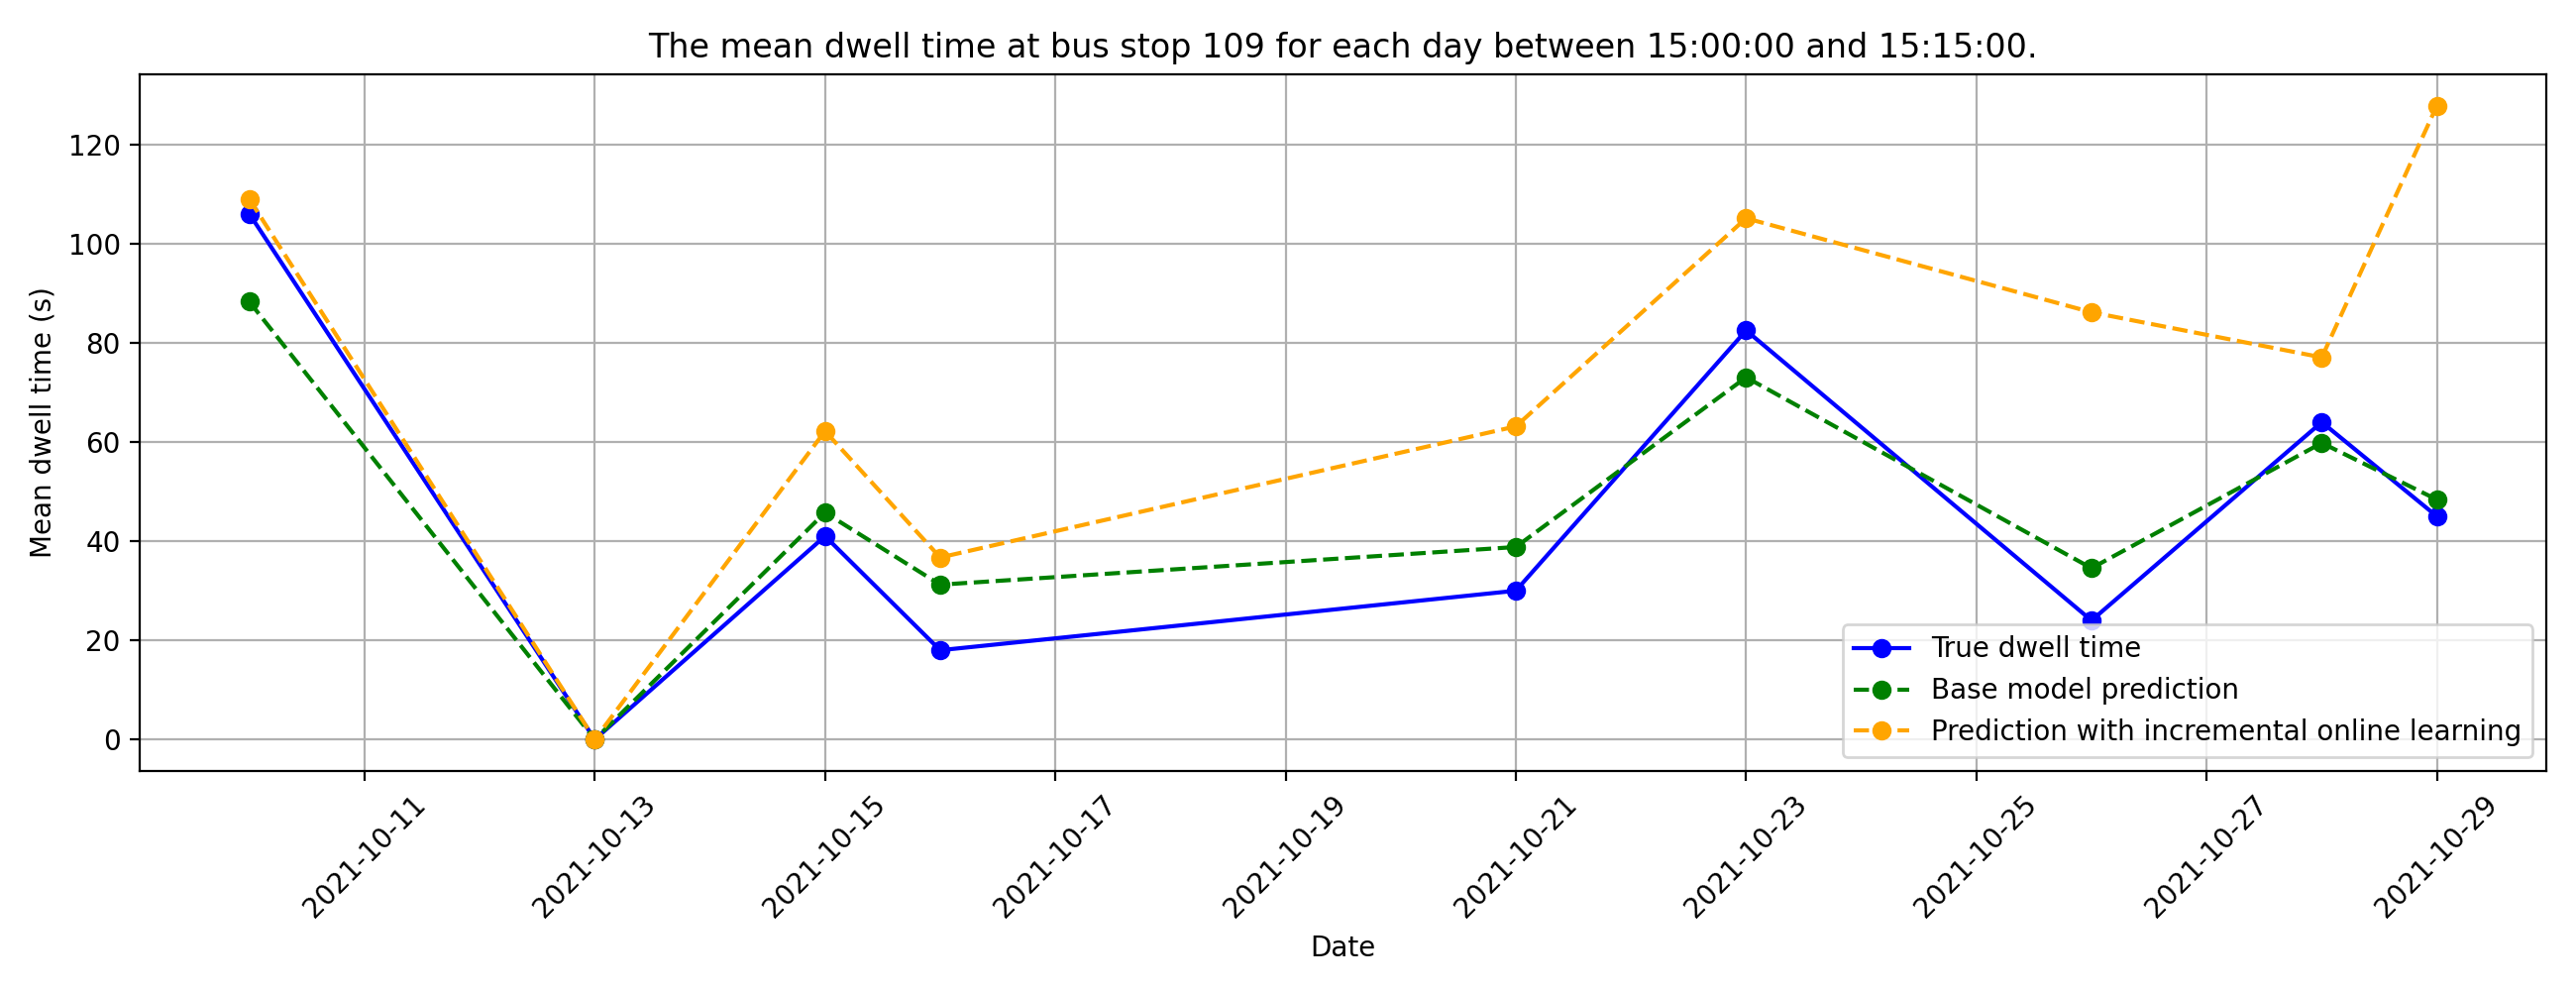 The mean dwell time at bus stop 109 for each day between 15:00:00 and 15:15:00.
Mean dwell time (s)
120
100
80
60
40
20
0
True dwell time
Base model prediction
Prediction with incremental online learning
2021-10-11
2021-10-13
2021-10-15
2021-10-17
2021-10-19
2021-10-21
2021-10-23
2021-10-25
2021-10-27
2021-10-29
Date